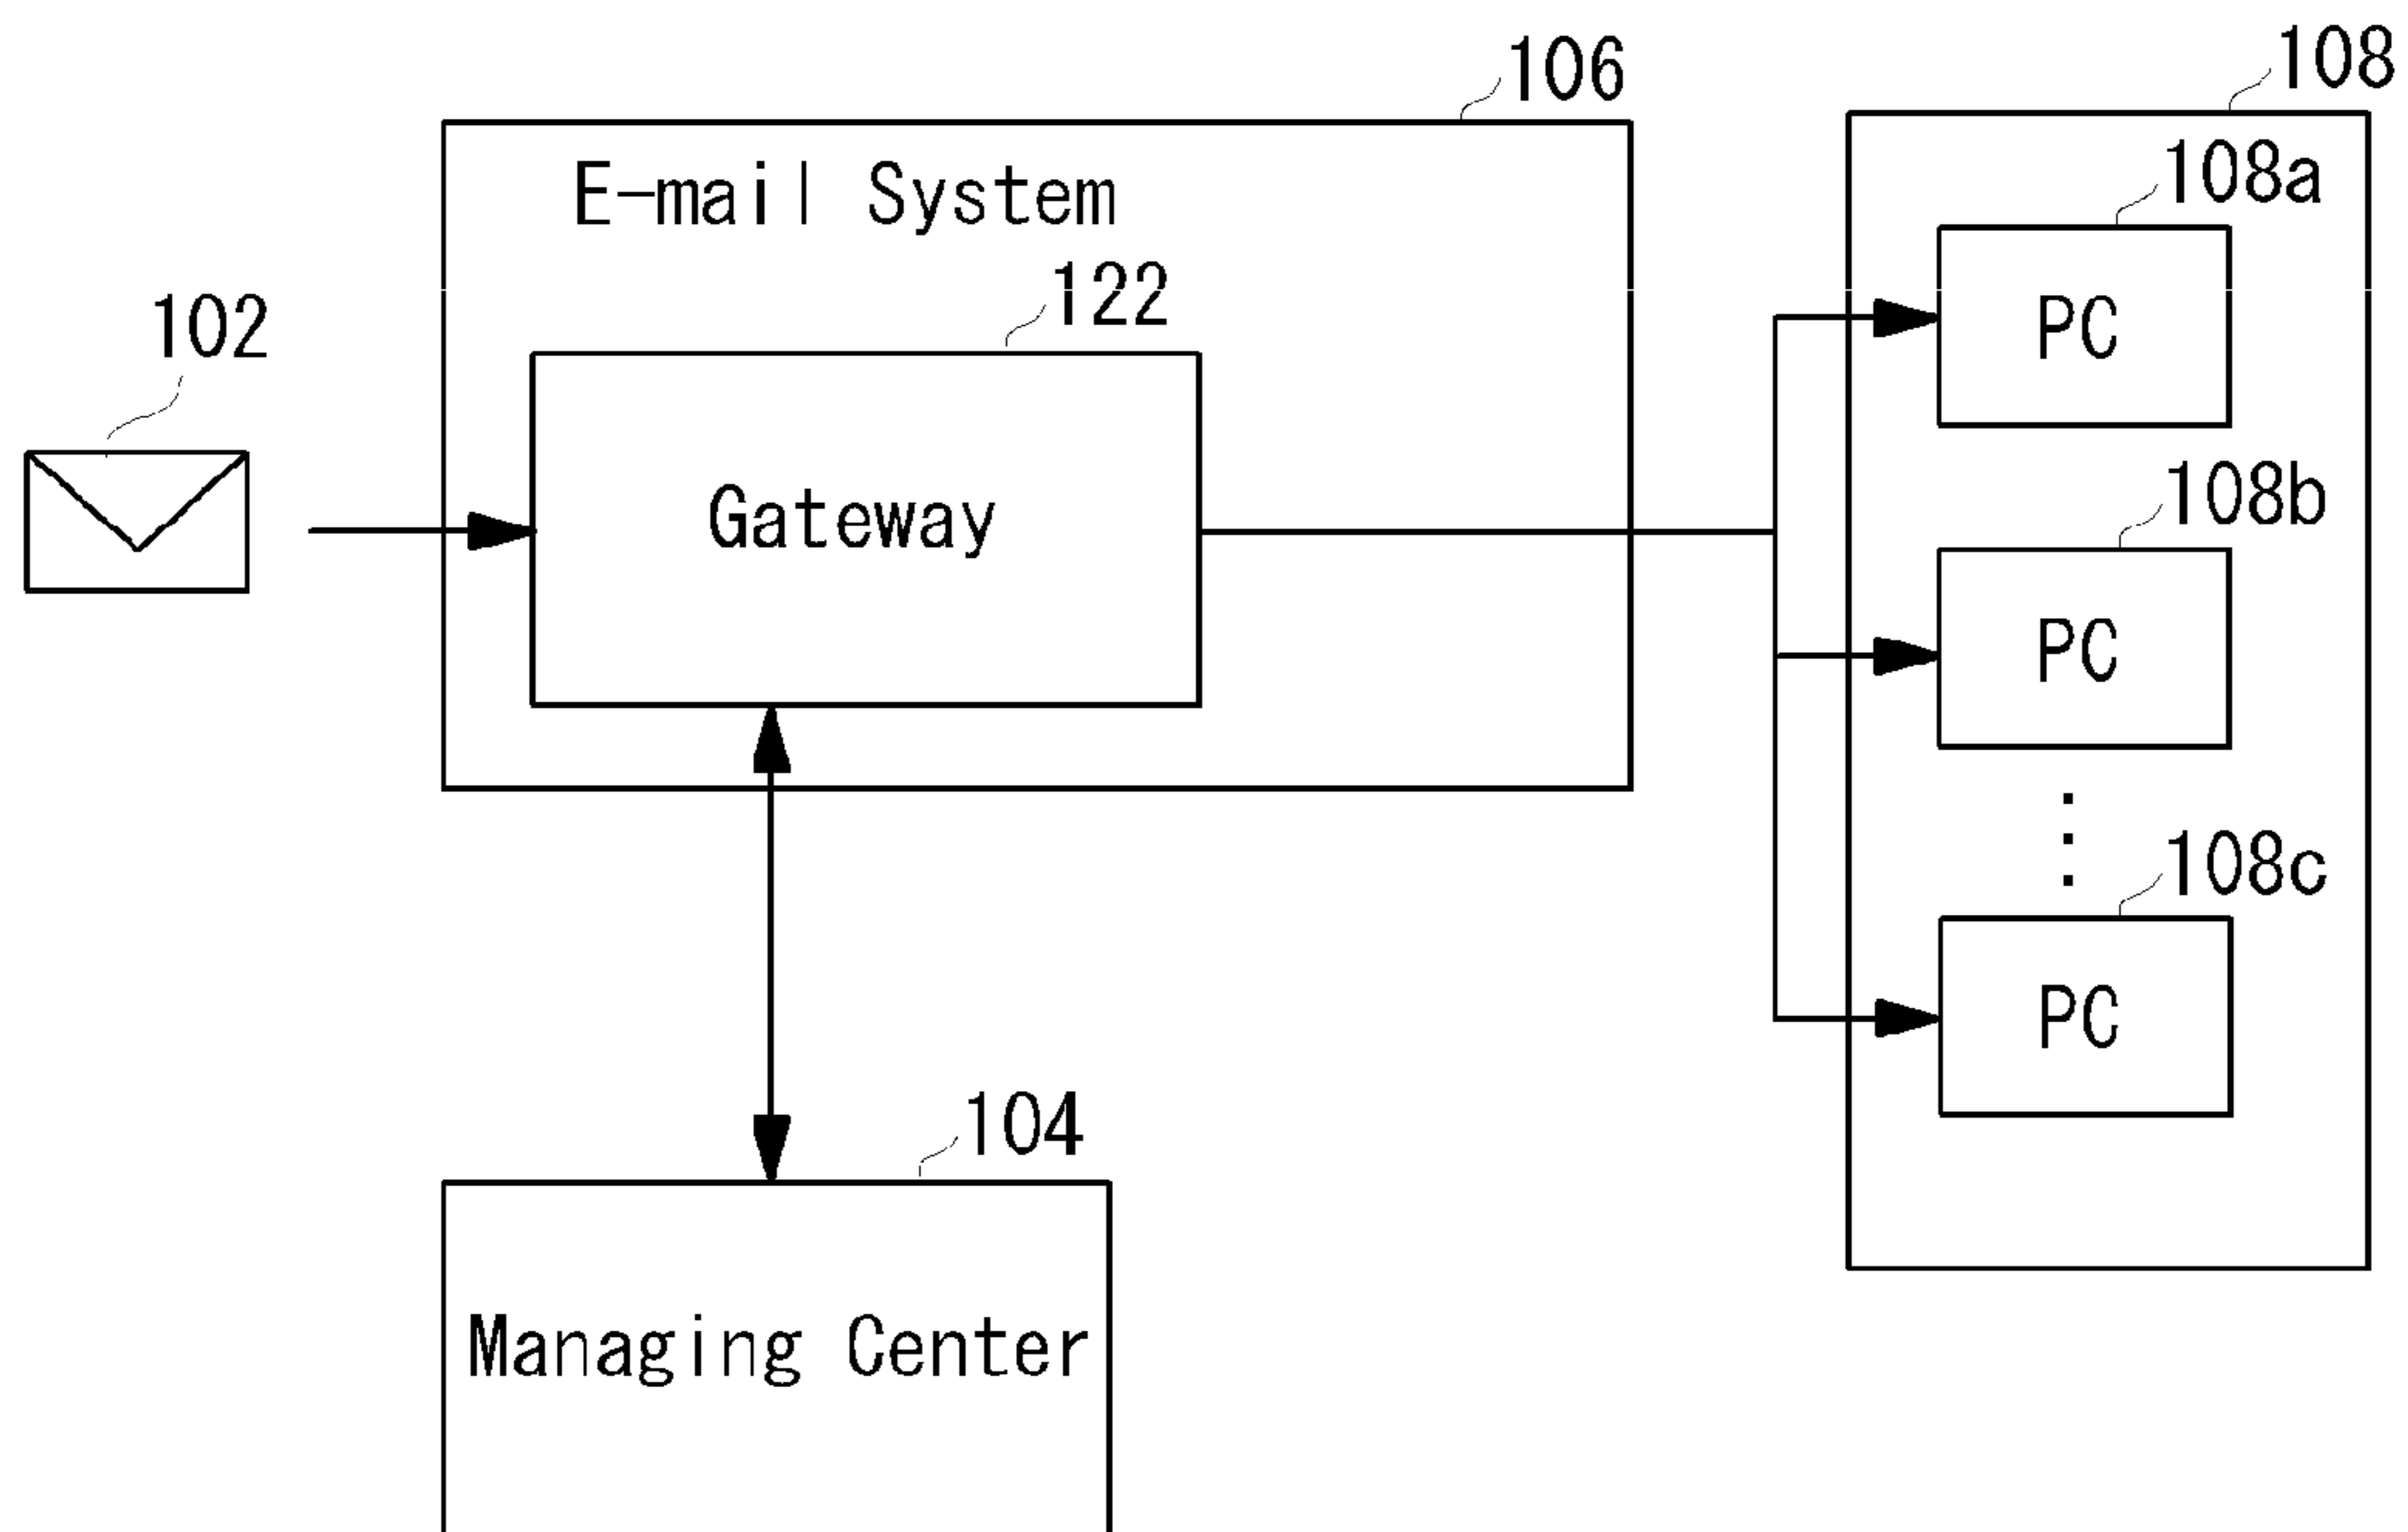 106
108
E-mail System
108a
122
102
PC
Gateway
108b
PC
108c
PC
104
Managing Center